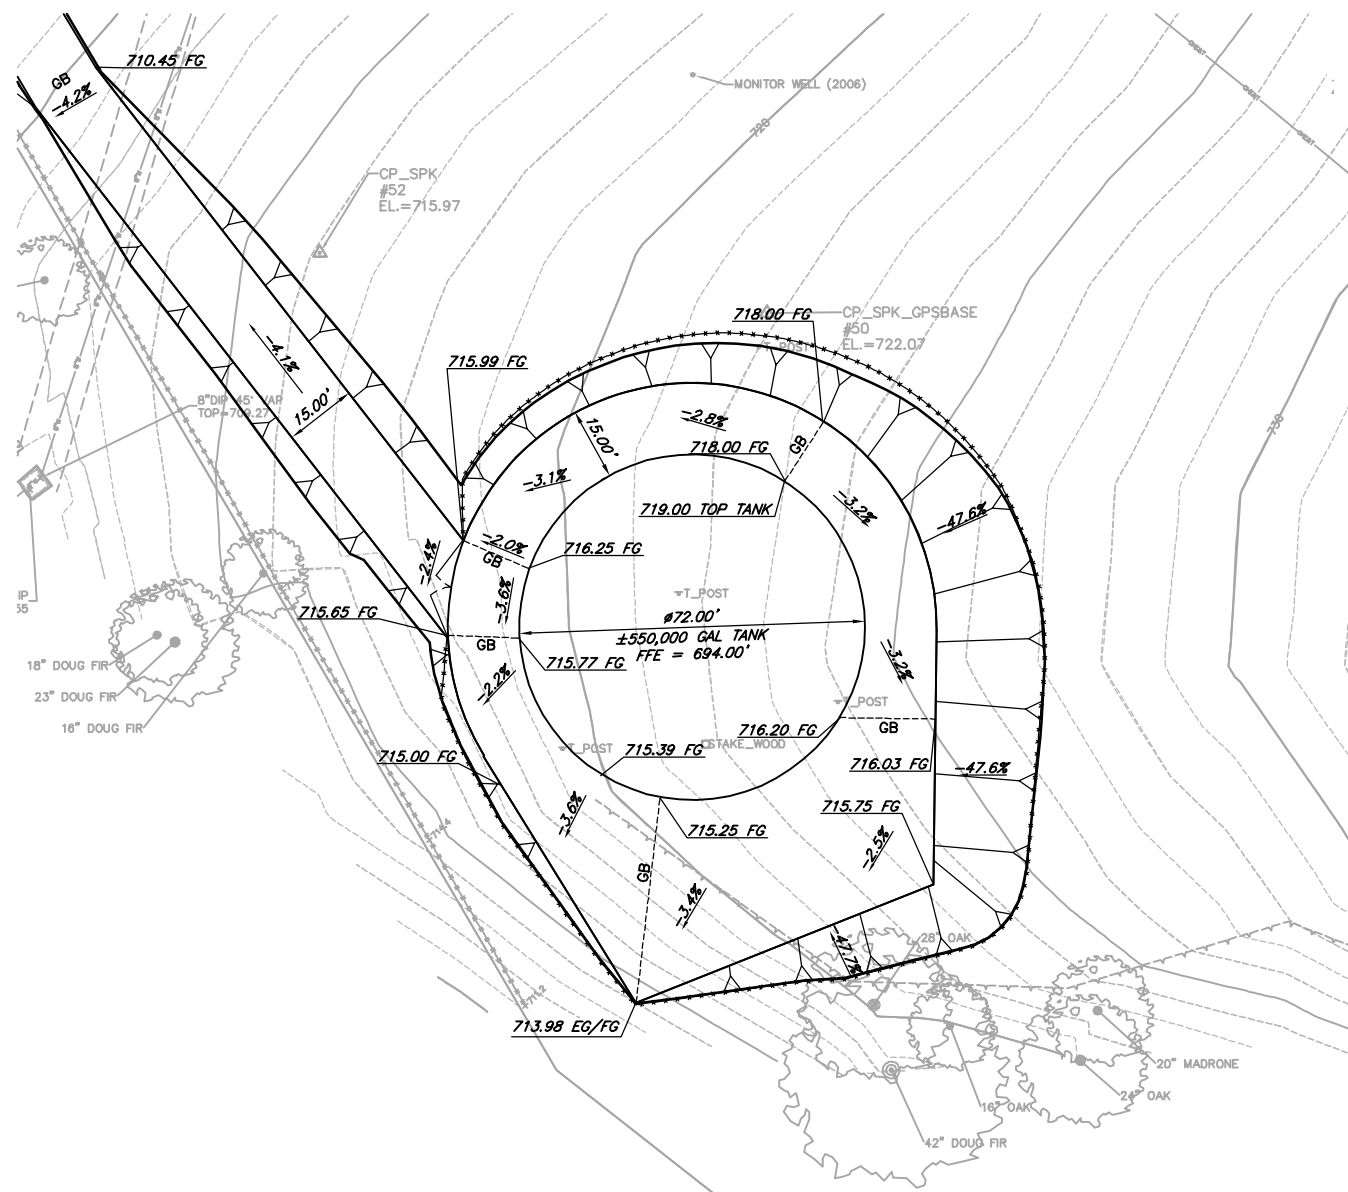 710.45 FG
GB
-4.2%
MONITOR WELL (2006)
720
CP_SPK
#52
EL.=715.97
718.00 FG
CP_SPK_GPSBASE
#50
EL.=722.07
T_POST
-4.1%
15.00'
715.99 FG
8"DIP 45° VAR
TOP=709.27
-2.8%
15.00'
718.00 FG
GB
730
-3.1%
719.00 TOP TANK
-3.2%
-47.6%
-2.0%
GB
716.25 FG
-2.4%
-3.6%
T_POST
715.65 FG
GB
ø72.00'
±550,000 GAL TANK
FFE = 694.00'
715.77 FG
-3.2%
-2.2%
18" DOUG FIR
23" DOUG FIR
16" DOUG FIR
T_POST
716.20 FG
GB
T_POST
715.39 FG
STAKE_WOOD
715.00 FG
716.03 FG
-47.6%
-3.6%
715.25 FG
715.75 FG
-2.5%
GB
-3.4%
-47.7%
28" OAK
713.98 EG/FG
20" MADRONE
24" OAK
16" OAK
42" DOUG FIR